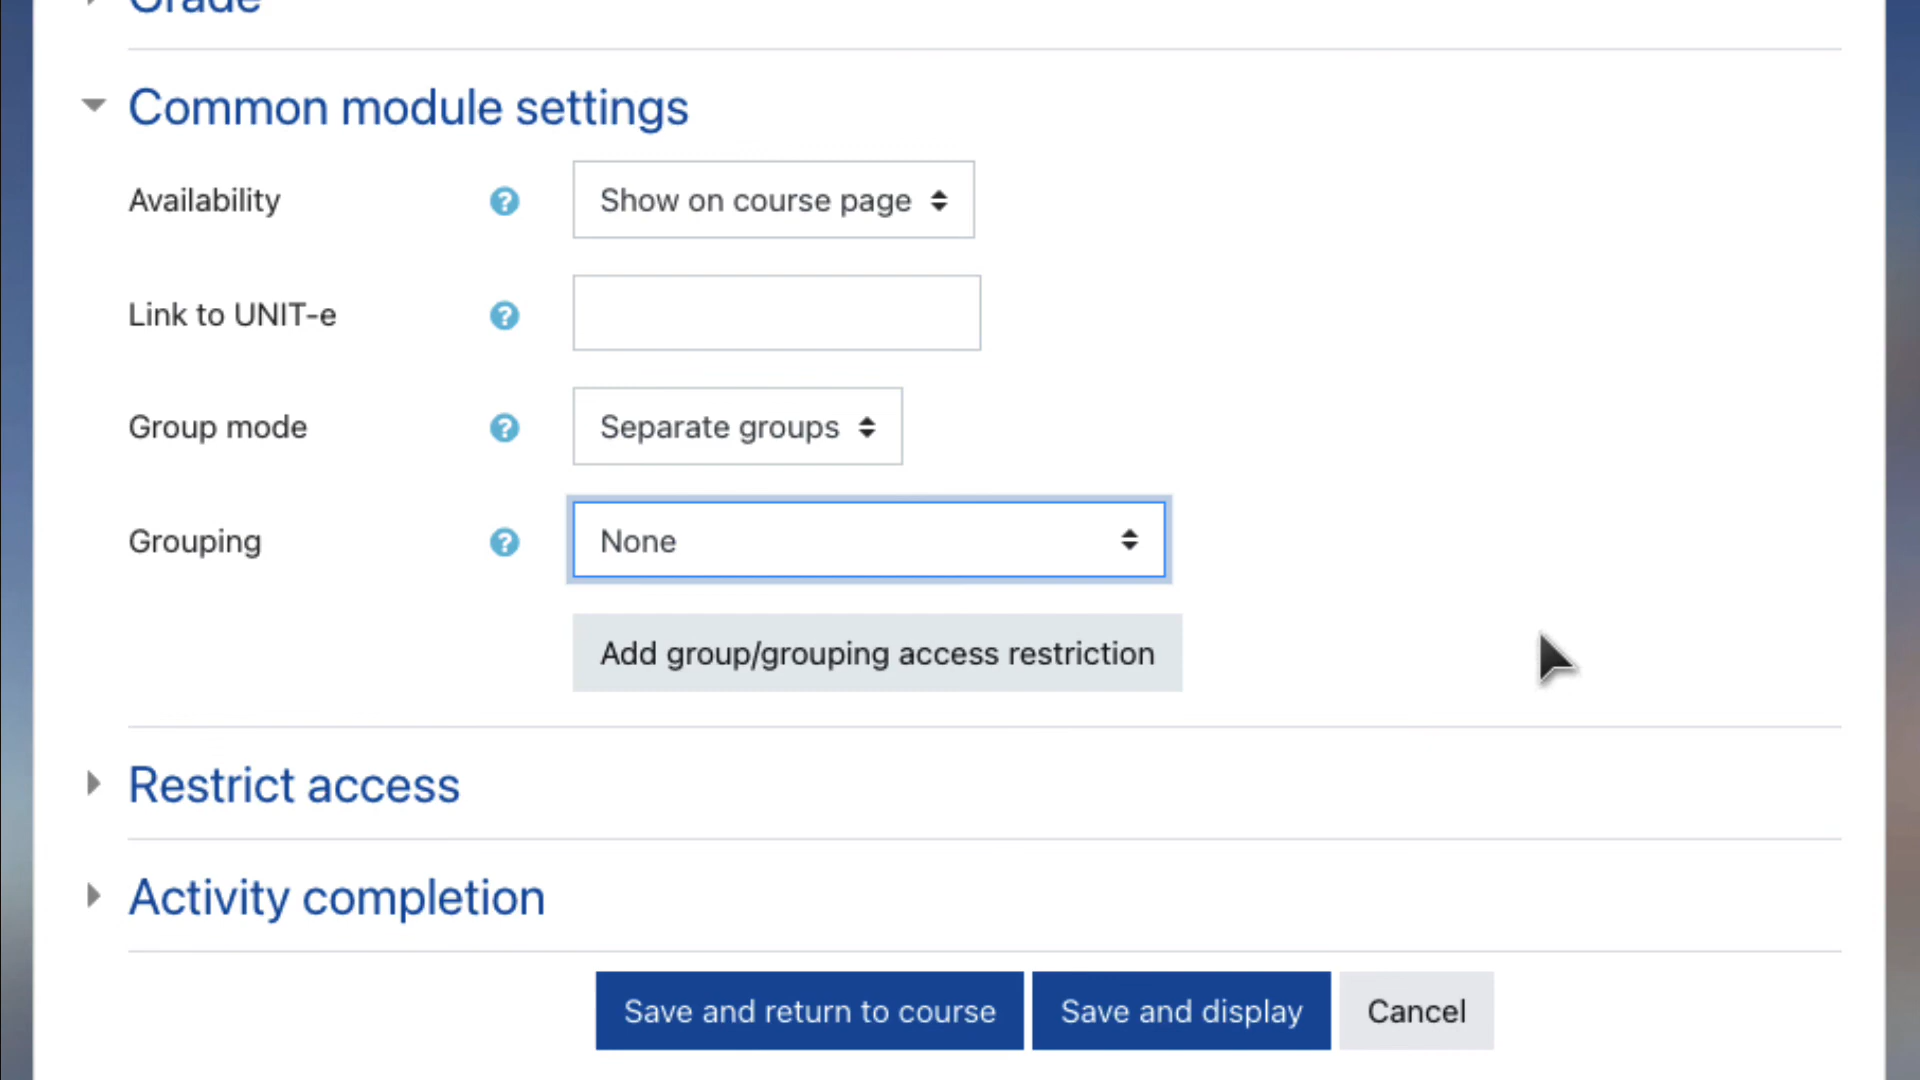 Grade
Common module settings
Availability
Show on course page
Link to UNIT-e
Group mode
Separate groups
Grouping
None
Add group/grouping access restriction
Restrict access
Activity completion
Save and return to course
Save and display
Cancel